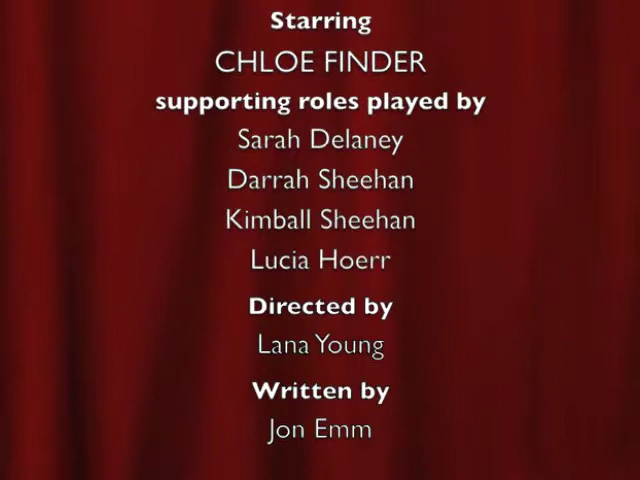 Starring
CHLOE FINDER
supporting roles played by
Sarah Delaney
Darrah Sheehan
Kimball Sheehan
Lucia Hoerr
Directed by
Lana Young
Written by
Jon Emm